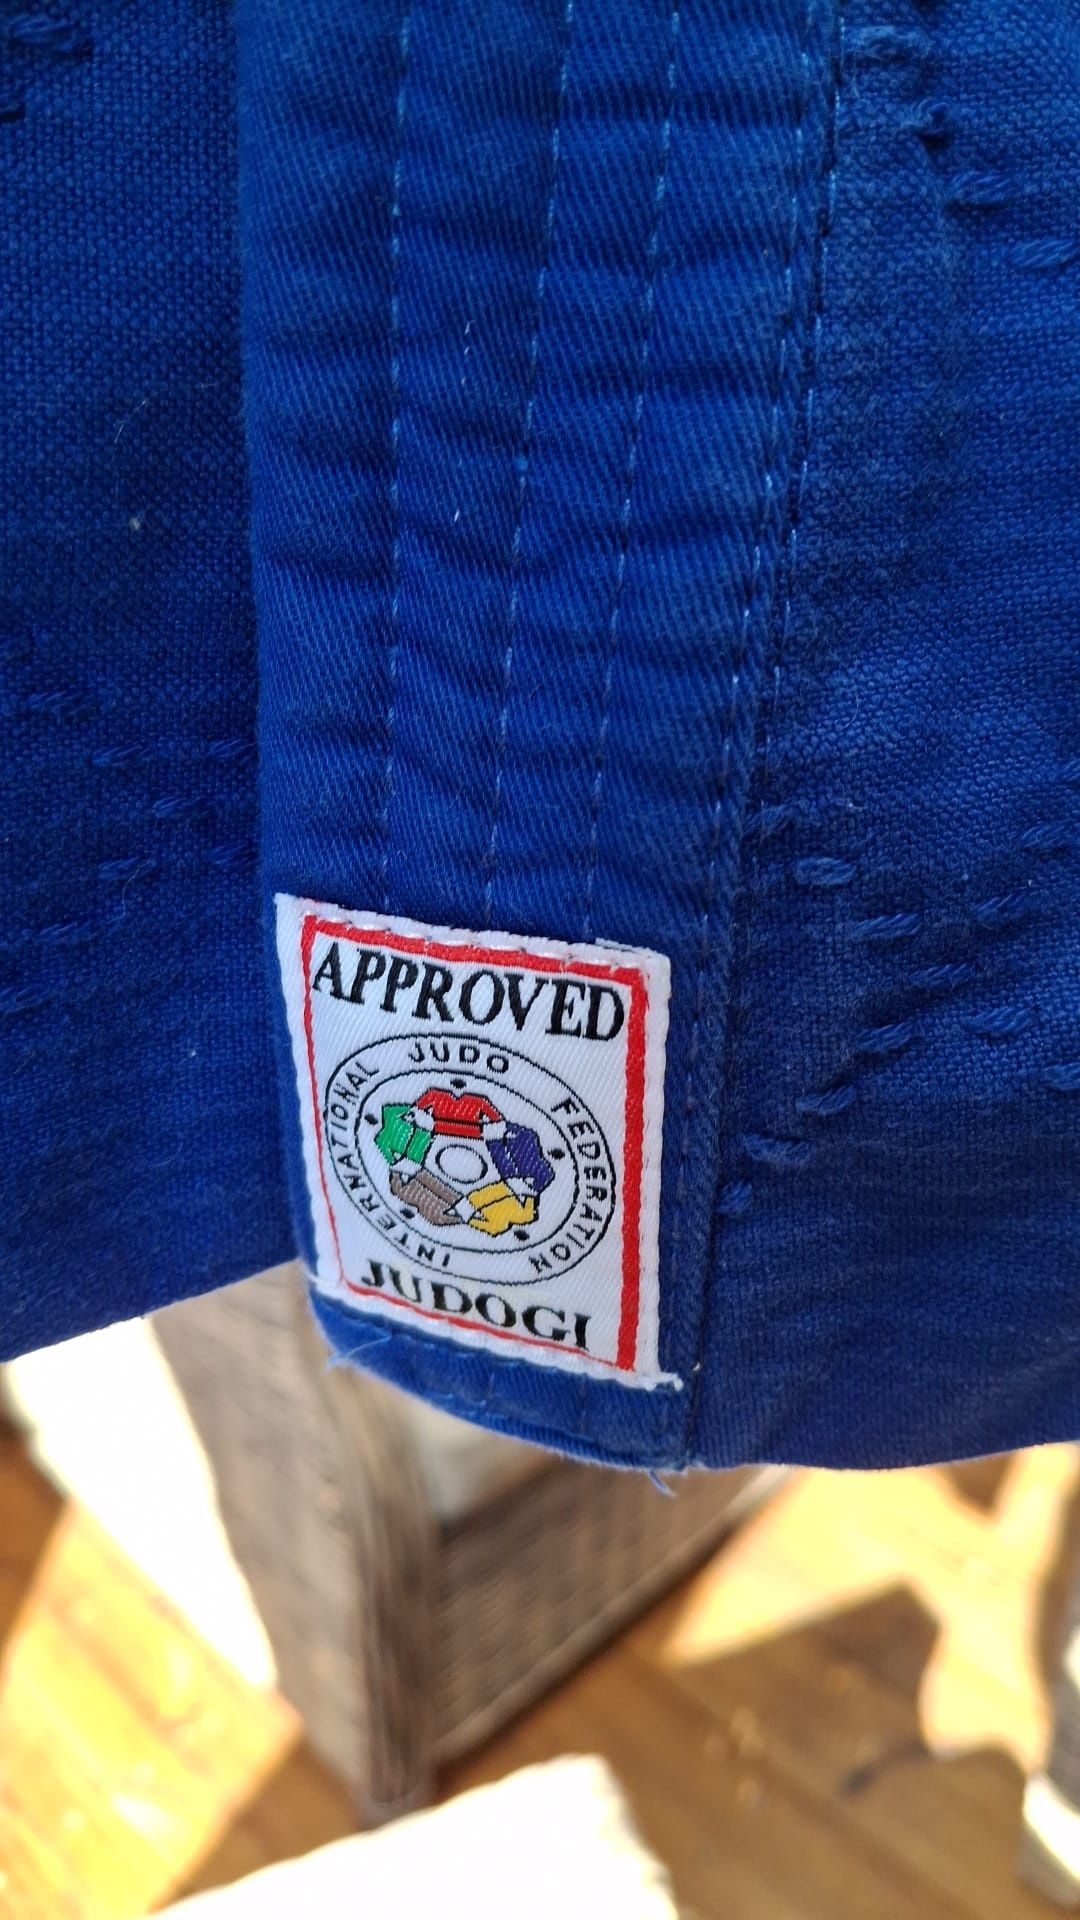 APPROVED
INTERNATIONAL JUDO FEDERATION
JUDOGI